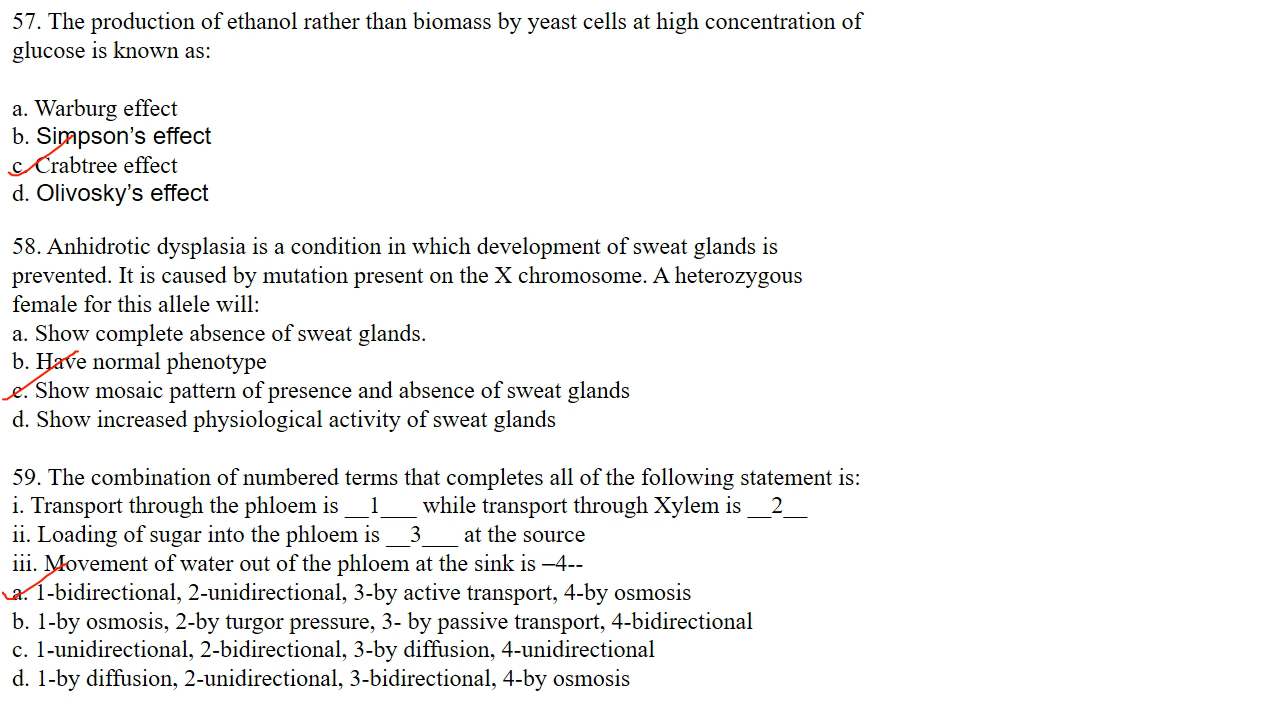 57. The production of ethanol rather than biomass by yeast cells at high concentration of
glucose is known as:
a. Warburg effect
b. Simpson’s effect
c. Crabtree effect
d. Olivosky’s effect
58. Anhidrotic dysplasia is a condition in which development of sweat glands is
prevented. It is caused by mutation present on the X chromosome. A heterozygous
female for this allele will:
a. Show complete absence of sweat glands.
b. Have normal phenotype
c. Show mosaic pattern of presence and absence of sweat glands
d. Show increased physiological activity of sweat glands
59. The combination of numbered terms that completes all of the following statement is:
i. Transport through the phloem is __1___ while transport through Xylem is __2__
ii. Loading of sugar into the phloem is __3___ at the source
iii. Movement of water out of the phloem at the sink is –4--
a. 1-bidirectional, 2-unidirectional, 3-by active transport, 4-by osmosis
b. 1-by osmosis, 2-by turgor pressure, 3- by passive transport, 4-bidirectional
c. 1-unidirectional, 2-bidirectional, 3-by diffusion, 4-unidirectional
d. 1-by diffusion, 2-unidirectional, 3-bidirectional, 4-by osmosis